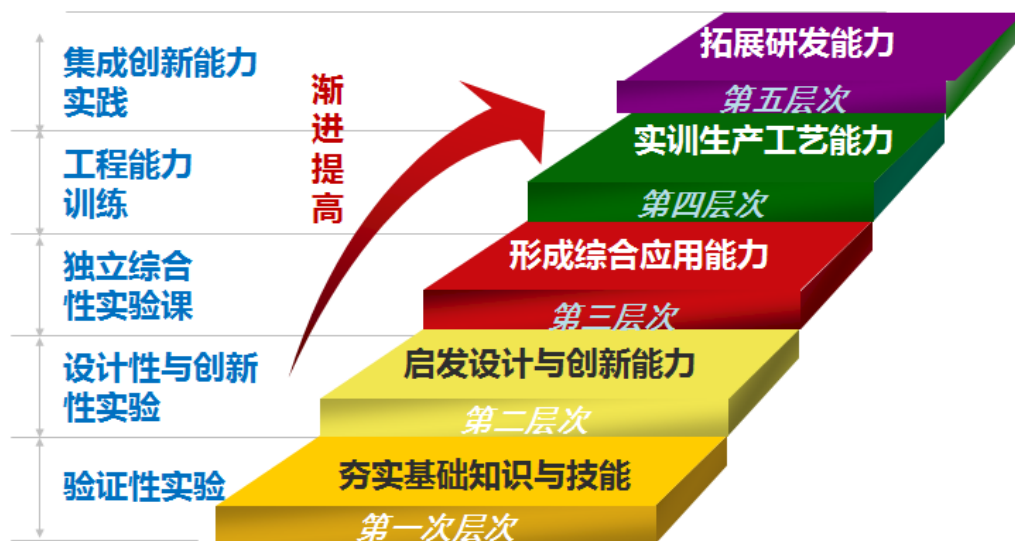 拓展研发能力
第五层次
集成创新能力
实践
渐
进
提
高
实训生产工艺能力
第四层次
工程能力
训练
形成综合应用能力
第三层次
独立综合
性实验课
启发设计与创新能力
第二层次
设计性与创新
性实验
夯实基础知识与技能
第一次层次
验证性实验